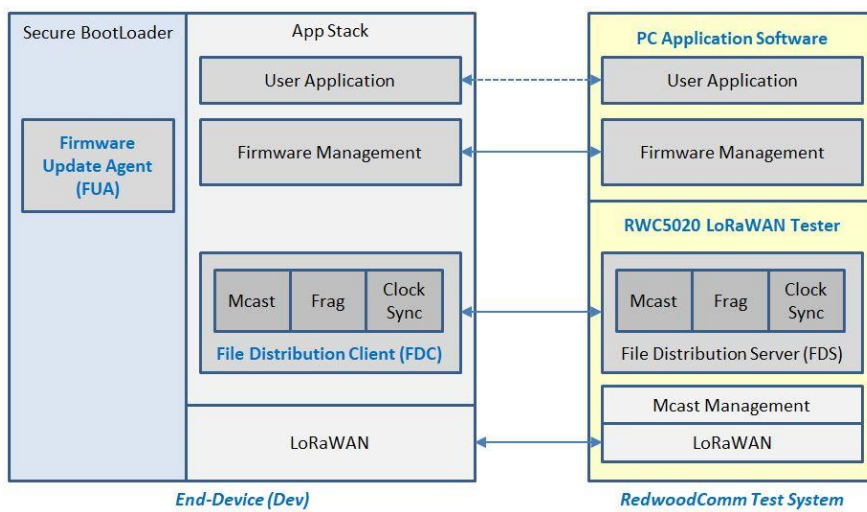 Secure BootLoader
Firmware
Update Agent
(FUA)
App Stack
User Application
Firmware Management
Mcast
Frag
Clock
Sync
File Distribution Client (FDC)
LoRaWAN
End-Device (Dev)
PC Application Software
User Application
Firmware Management
RWC5020 LoRaWAN Tester
Mcast
Frag
Clock
Sync
File Distribution Server (FDS)
Mcast Management
LoRaWAN
RedwoodComm Test System